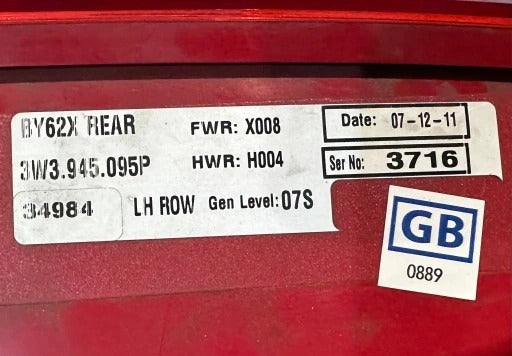 BY62X REAR FWR: X008 Date: 07-12-11
3W3.945.095P HWR: H004 Ser No: 3716
34984 LH ROW Gen Level: 07S
GB
0889